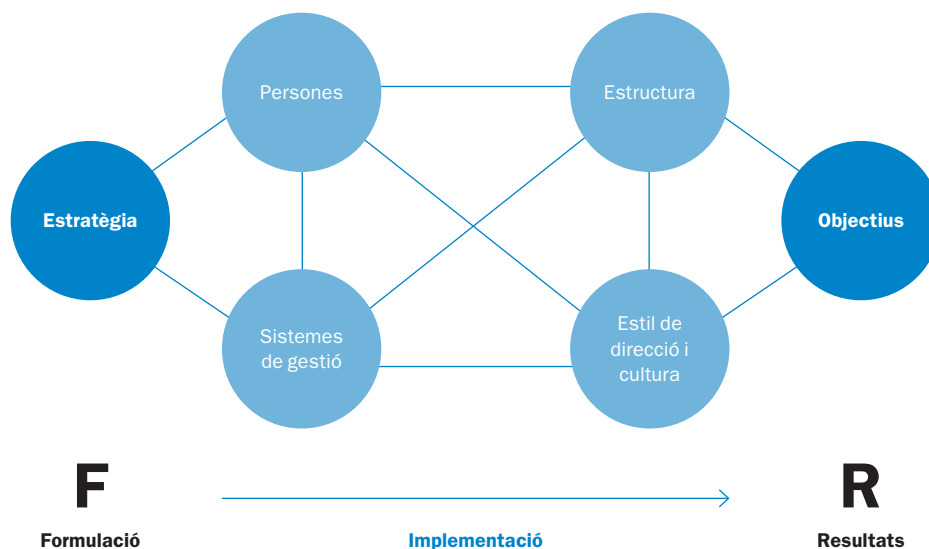 Persones
Estructura
Estratègia
Objectius
Sistemes
de gestió
Estil de
direcció i
cultura
F
R
Formulació
Implementació
Resultats